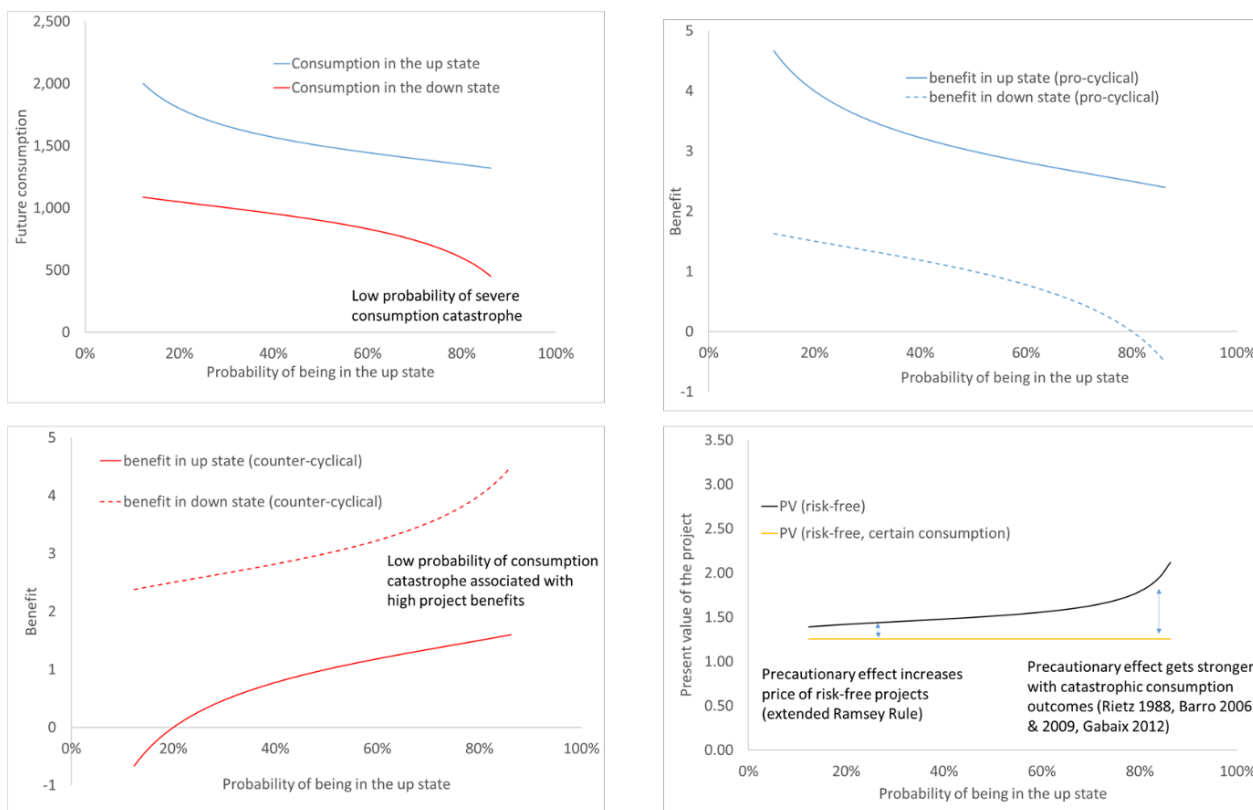 2,500
2,000
1,500
1,000
500
0
Future consumption
Consumption in the up state
Consumption in the down state
Low probability of severe
consumption catastrophe
0% 20% 40% 60% 80% 100%
Probability of being in the up state
5
4
3
2
1
0
-1
Benefit
benefit in up state (pro-cyclical)
benefit in down state (pro-cyclical)
0% 20% 40% 60% 80% 100%
Probability of being in the up state
5
4
3
2
1
0
-1
Benefit
benefit in up state (counter-cyclical)
benefit in down state (counter-cyclical)
Low probability of consumption
catastrophe associated with
high project benefits
0% 20% 40% 60% 80% 100%
Probability of being in the up state
3.50
3.00
2.50
2.00
1.50
1.00
0.50
0.00
Present value of the project
PV (risk-free)
PV (risk-free, certain consumption)
Precautionary effect increases
price of risk-free projects
(extended Ramsey Rule)
Precautionary effect gets stronger
with catastrophic consumption
outcomes (Rietz 1988, Barro 2006
& 2009, Gabaix 2012)
0% 20% 40% 60% 80% 100%
Probability of being in the up state